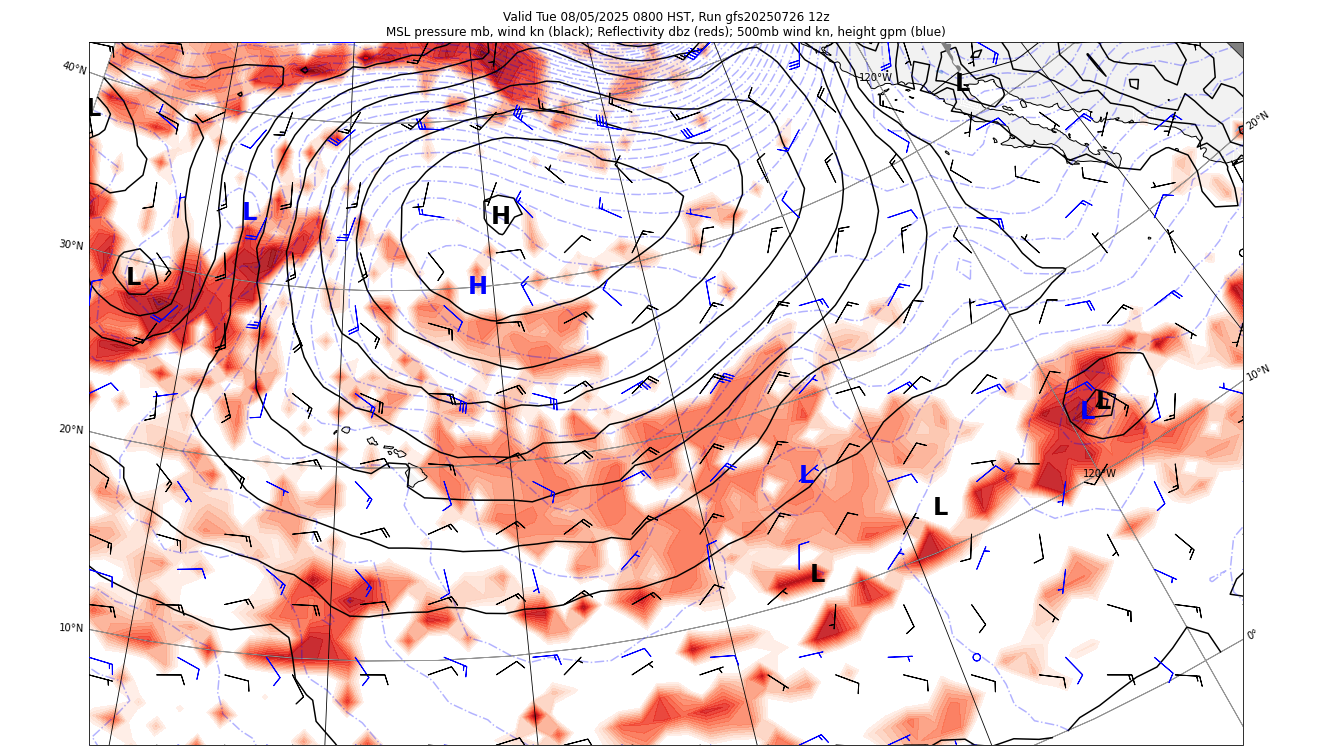 Valid Tue 08/05/2025 0800 HST, Run gfs20250726 12z
MSL pressure mb, wind kn (black); Reflectivity dbz (reds); 500mb wind kn, height gpm (blue)
40°N
120°W
L
L
20°N
L
H
30°N
L
H
10°N
L
L
20°N
L
120°W
L
L
10°N
0°